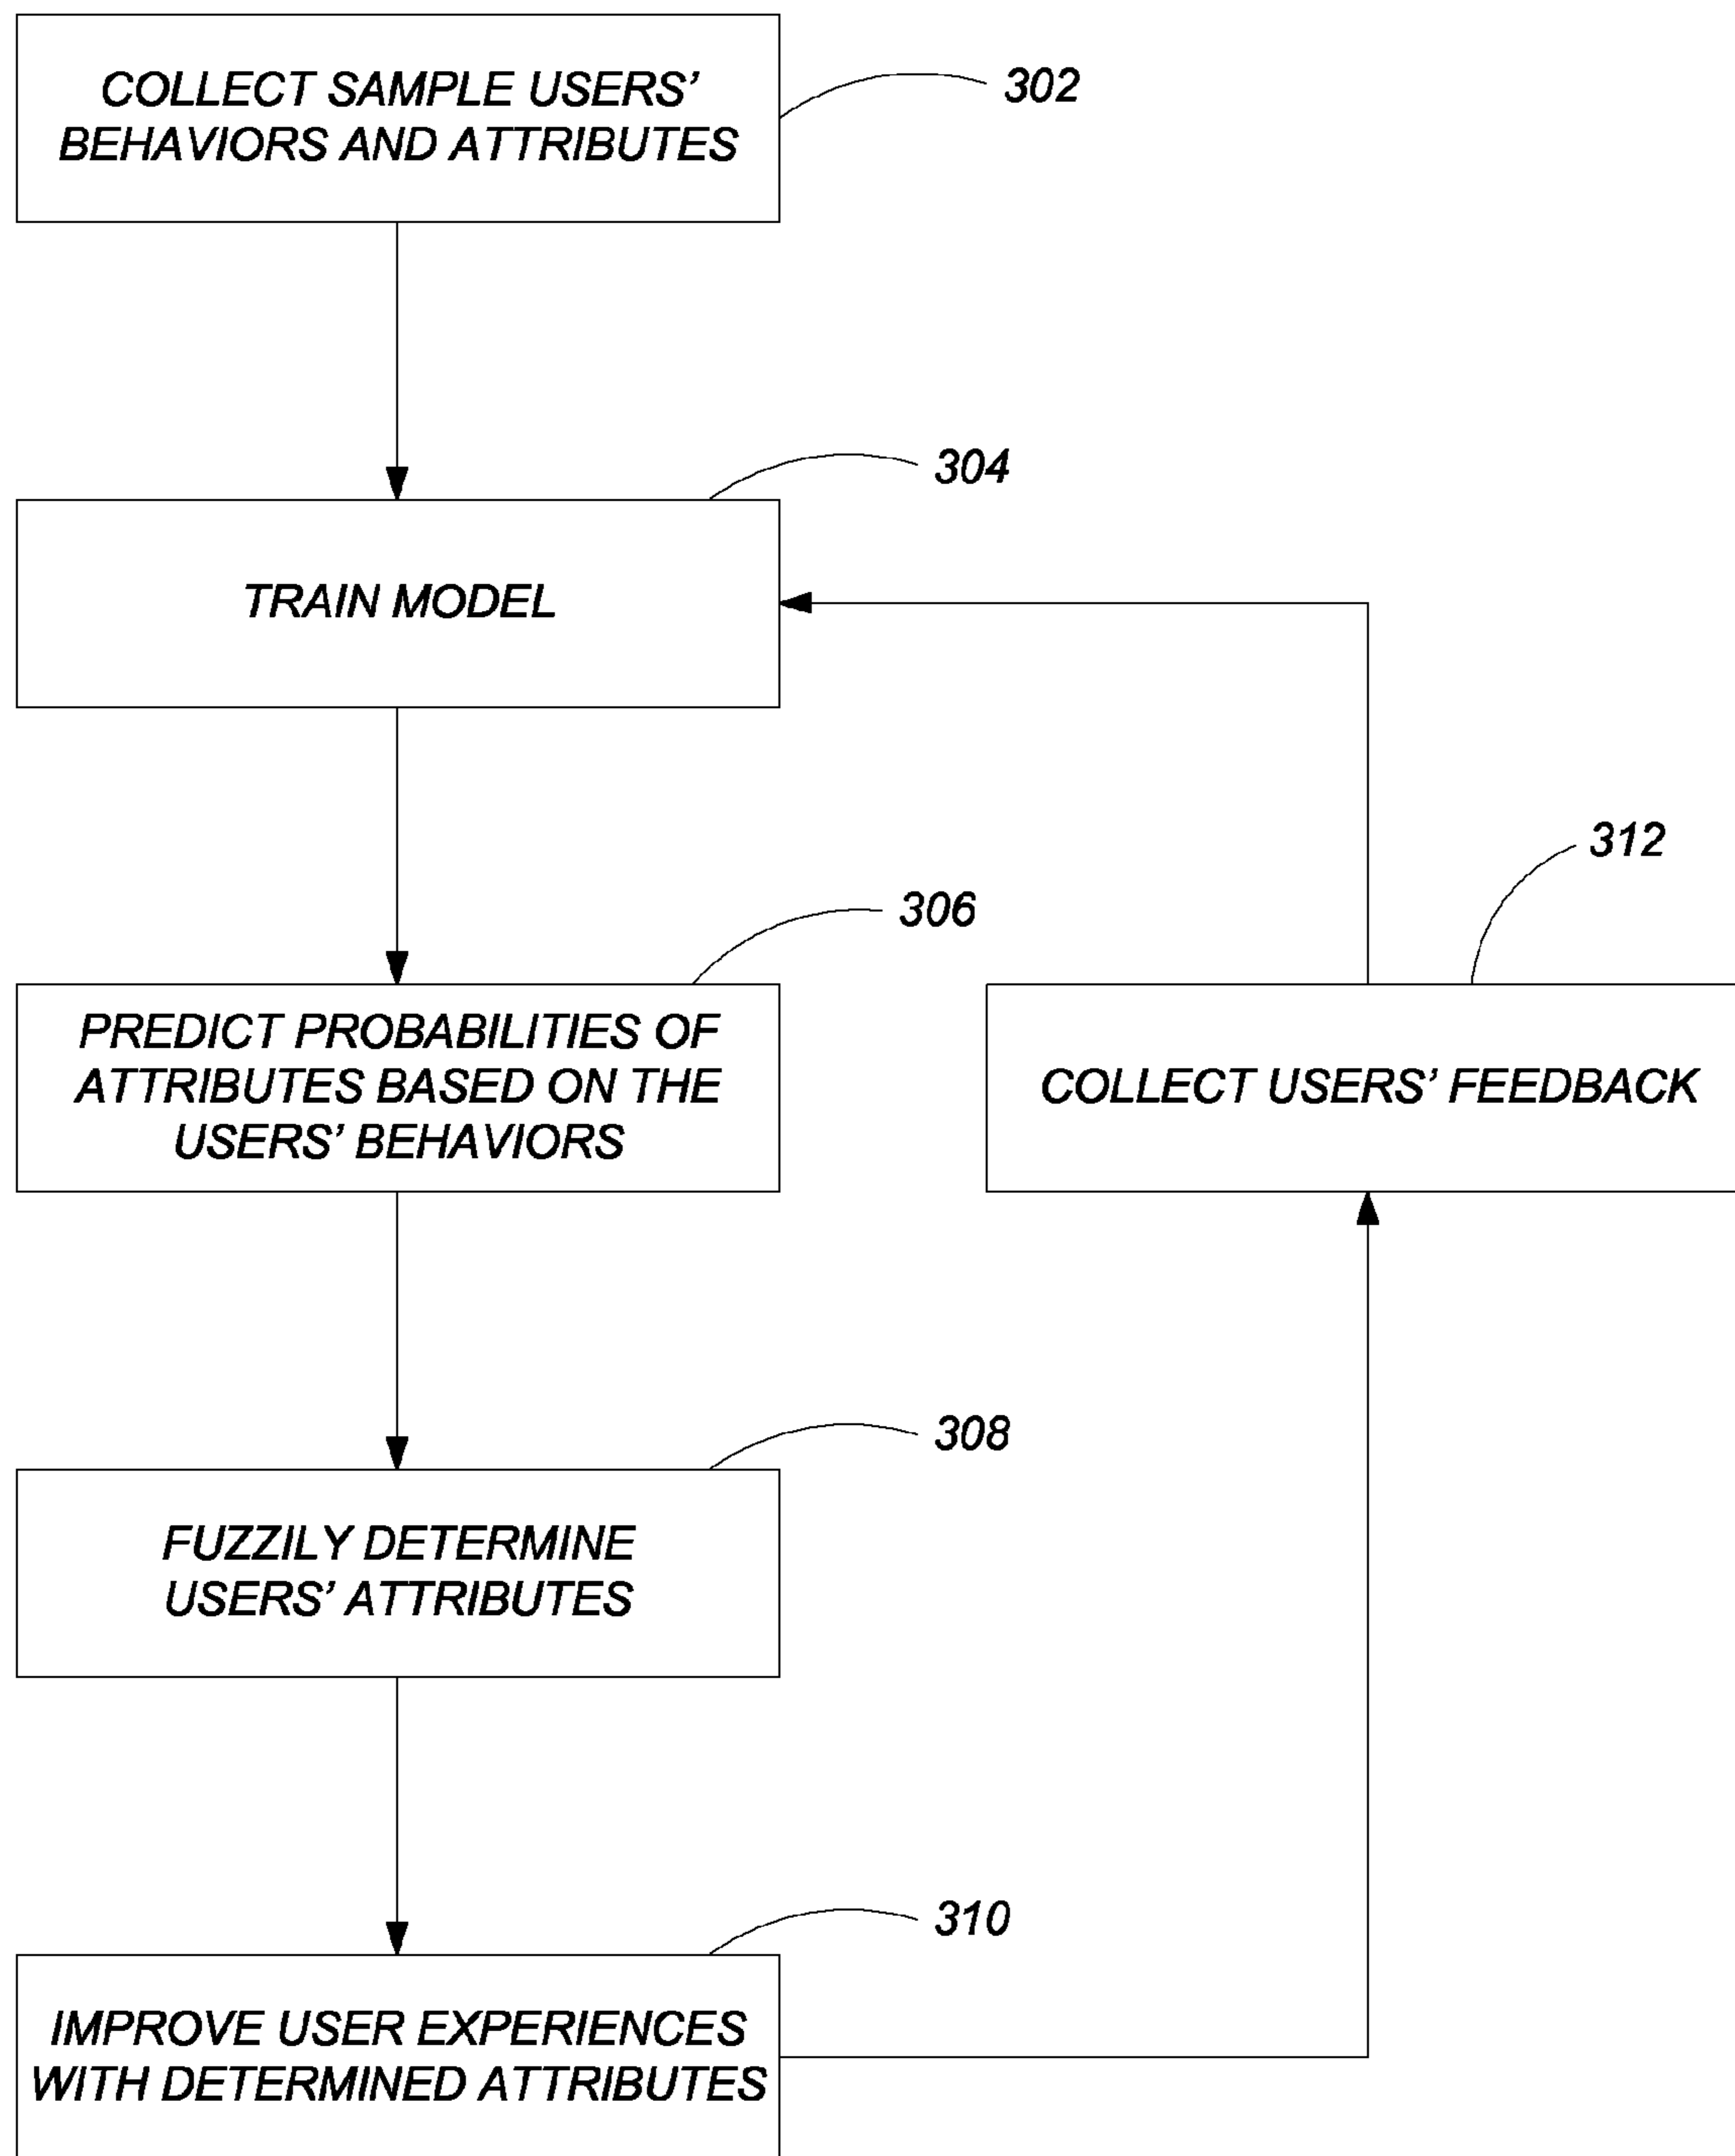 COLLECT SAMPLE USERS’
BEHAVIORS AND ATTRIBUTES
302
304
TRAIN MODEL
312
306
PREDICT PROBABILITIES OF
ATTRIBUTES BASED ON THE
USERS’ BEHAVIORS
COLLECT USERS’ FEEDBACK
308
FUZZILY DETERMINE
USERS’ ATTRIBUTES
310
IMPROVE USER EXPERIENCES
WITH DETERMINED ATTRIBUTES